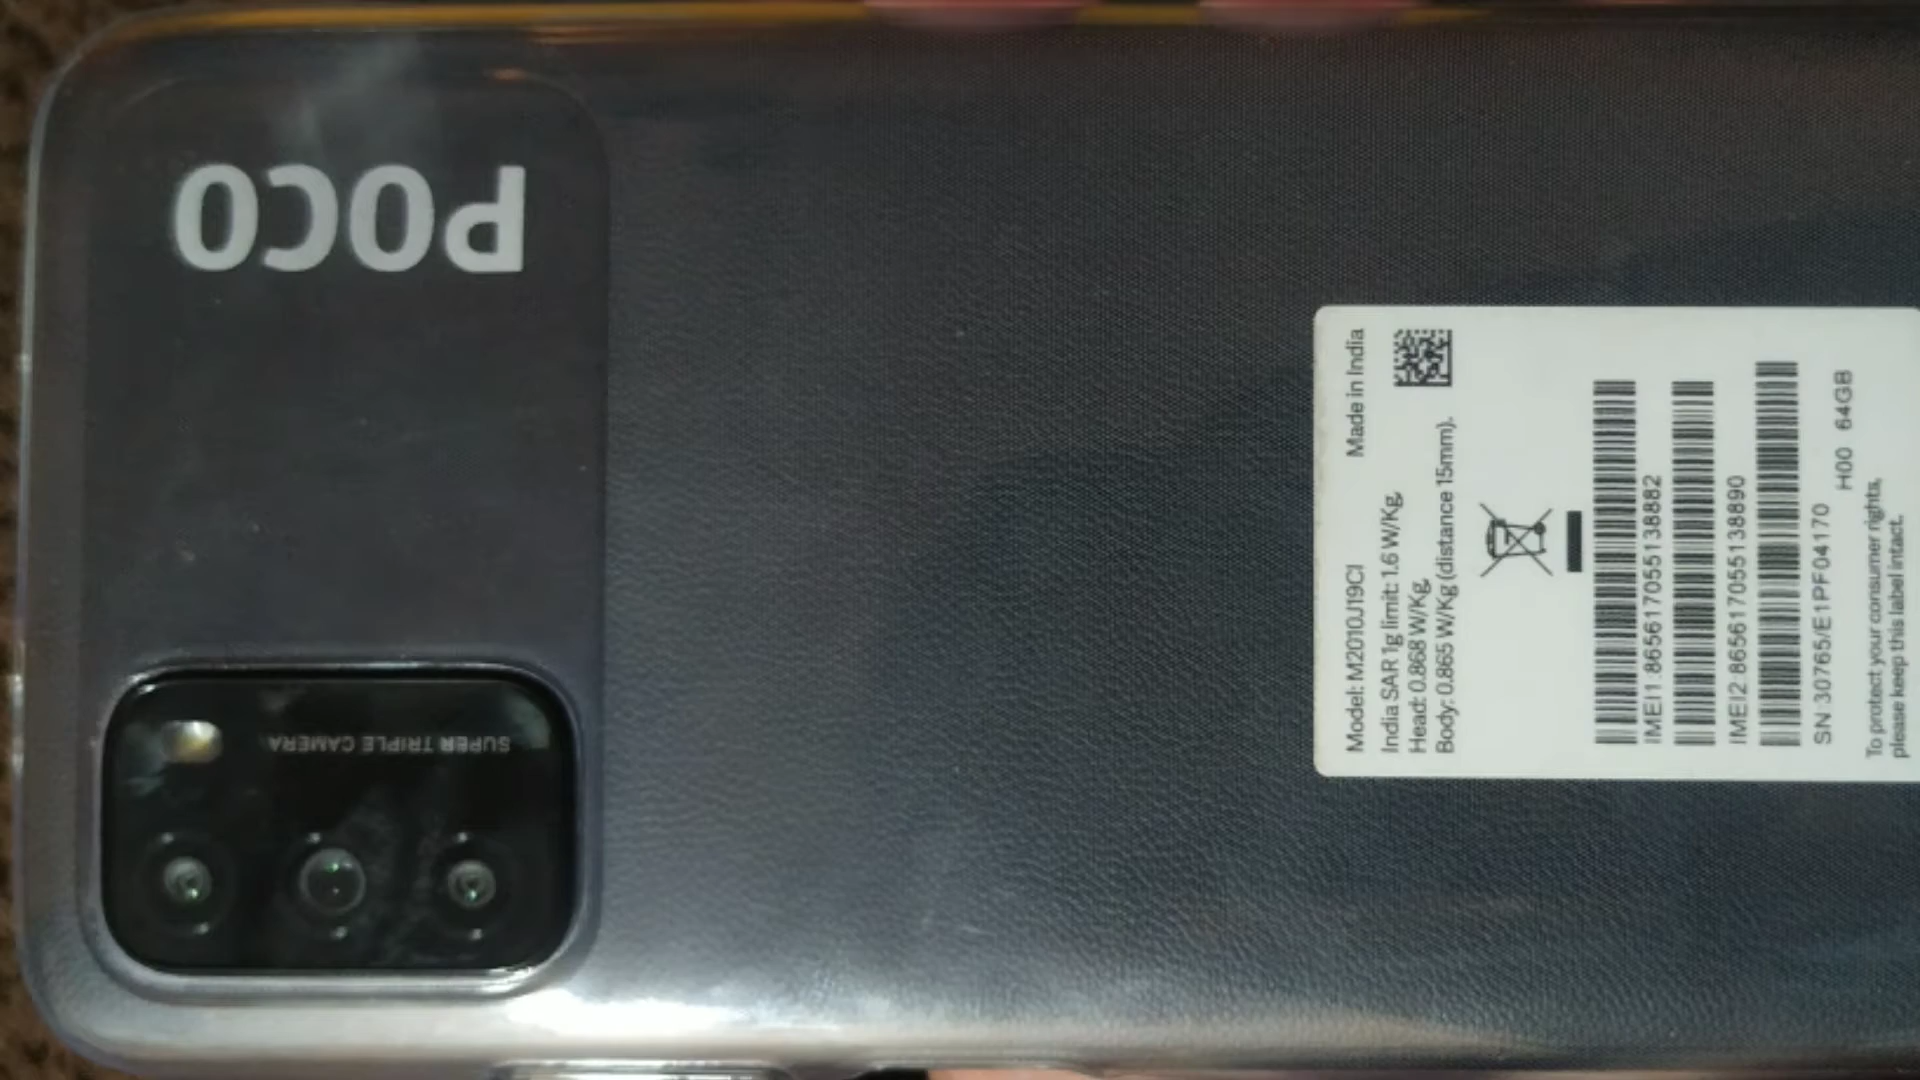 POCO
SUPER TRIPLE CAMERA
Model: M2010J19CI Made in India
India SAR 1g limit: 1.6 W/Kg,
Head: 0.868 W/Kg,
Body: 0.865 W/Kg (distance 15mm).
IMEI1 865617055138882
IMEI2 865617055138890
SN 30765/E1PF04170
H00 64GB
To protect your consumer rights,
please keep this label intact.